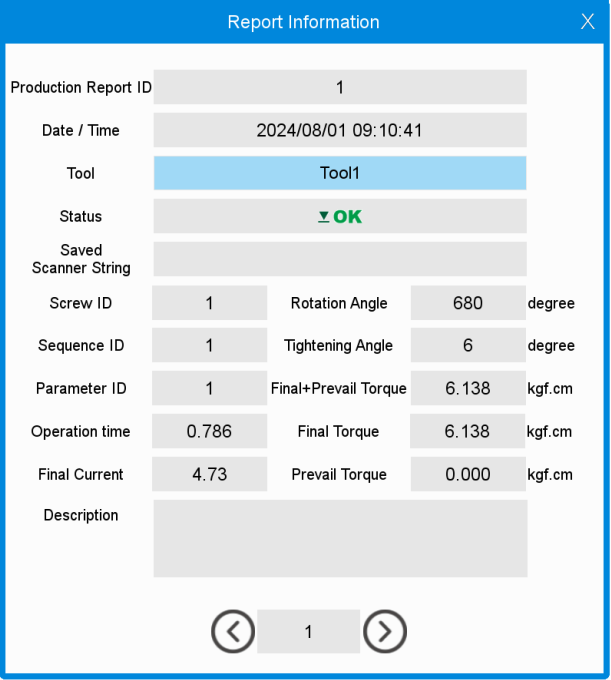 Report Information X
Production Report ID 1
Date / Time 2024/08/01 09:10:41
Tool Tool1
Status OK
Saved
Scanner String
Screw ID 1 Rotation Angle 680 degree
Sequence ID 1 Tightening Angle 6 degree
Parameter ID 1 Final+Prevail Torque 6.138 kgf.cm
Operation time 0.786 Final Torque 6.138 kgf.cm
Final Current 4.73 Prevail Torque 0.000 kgf.cm
Description
1